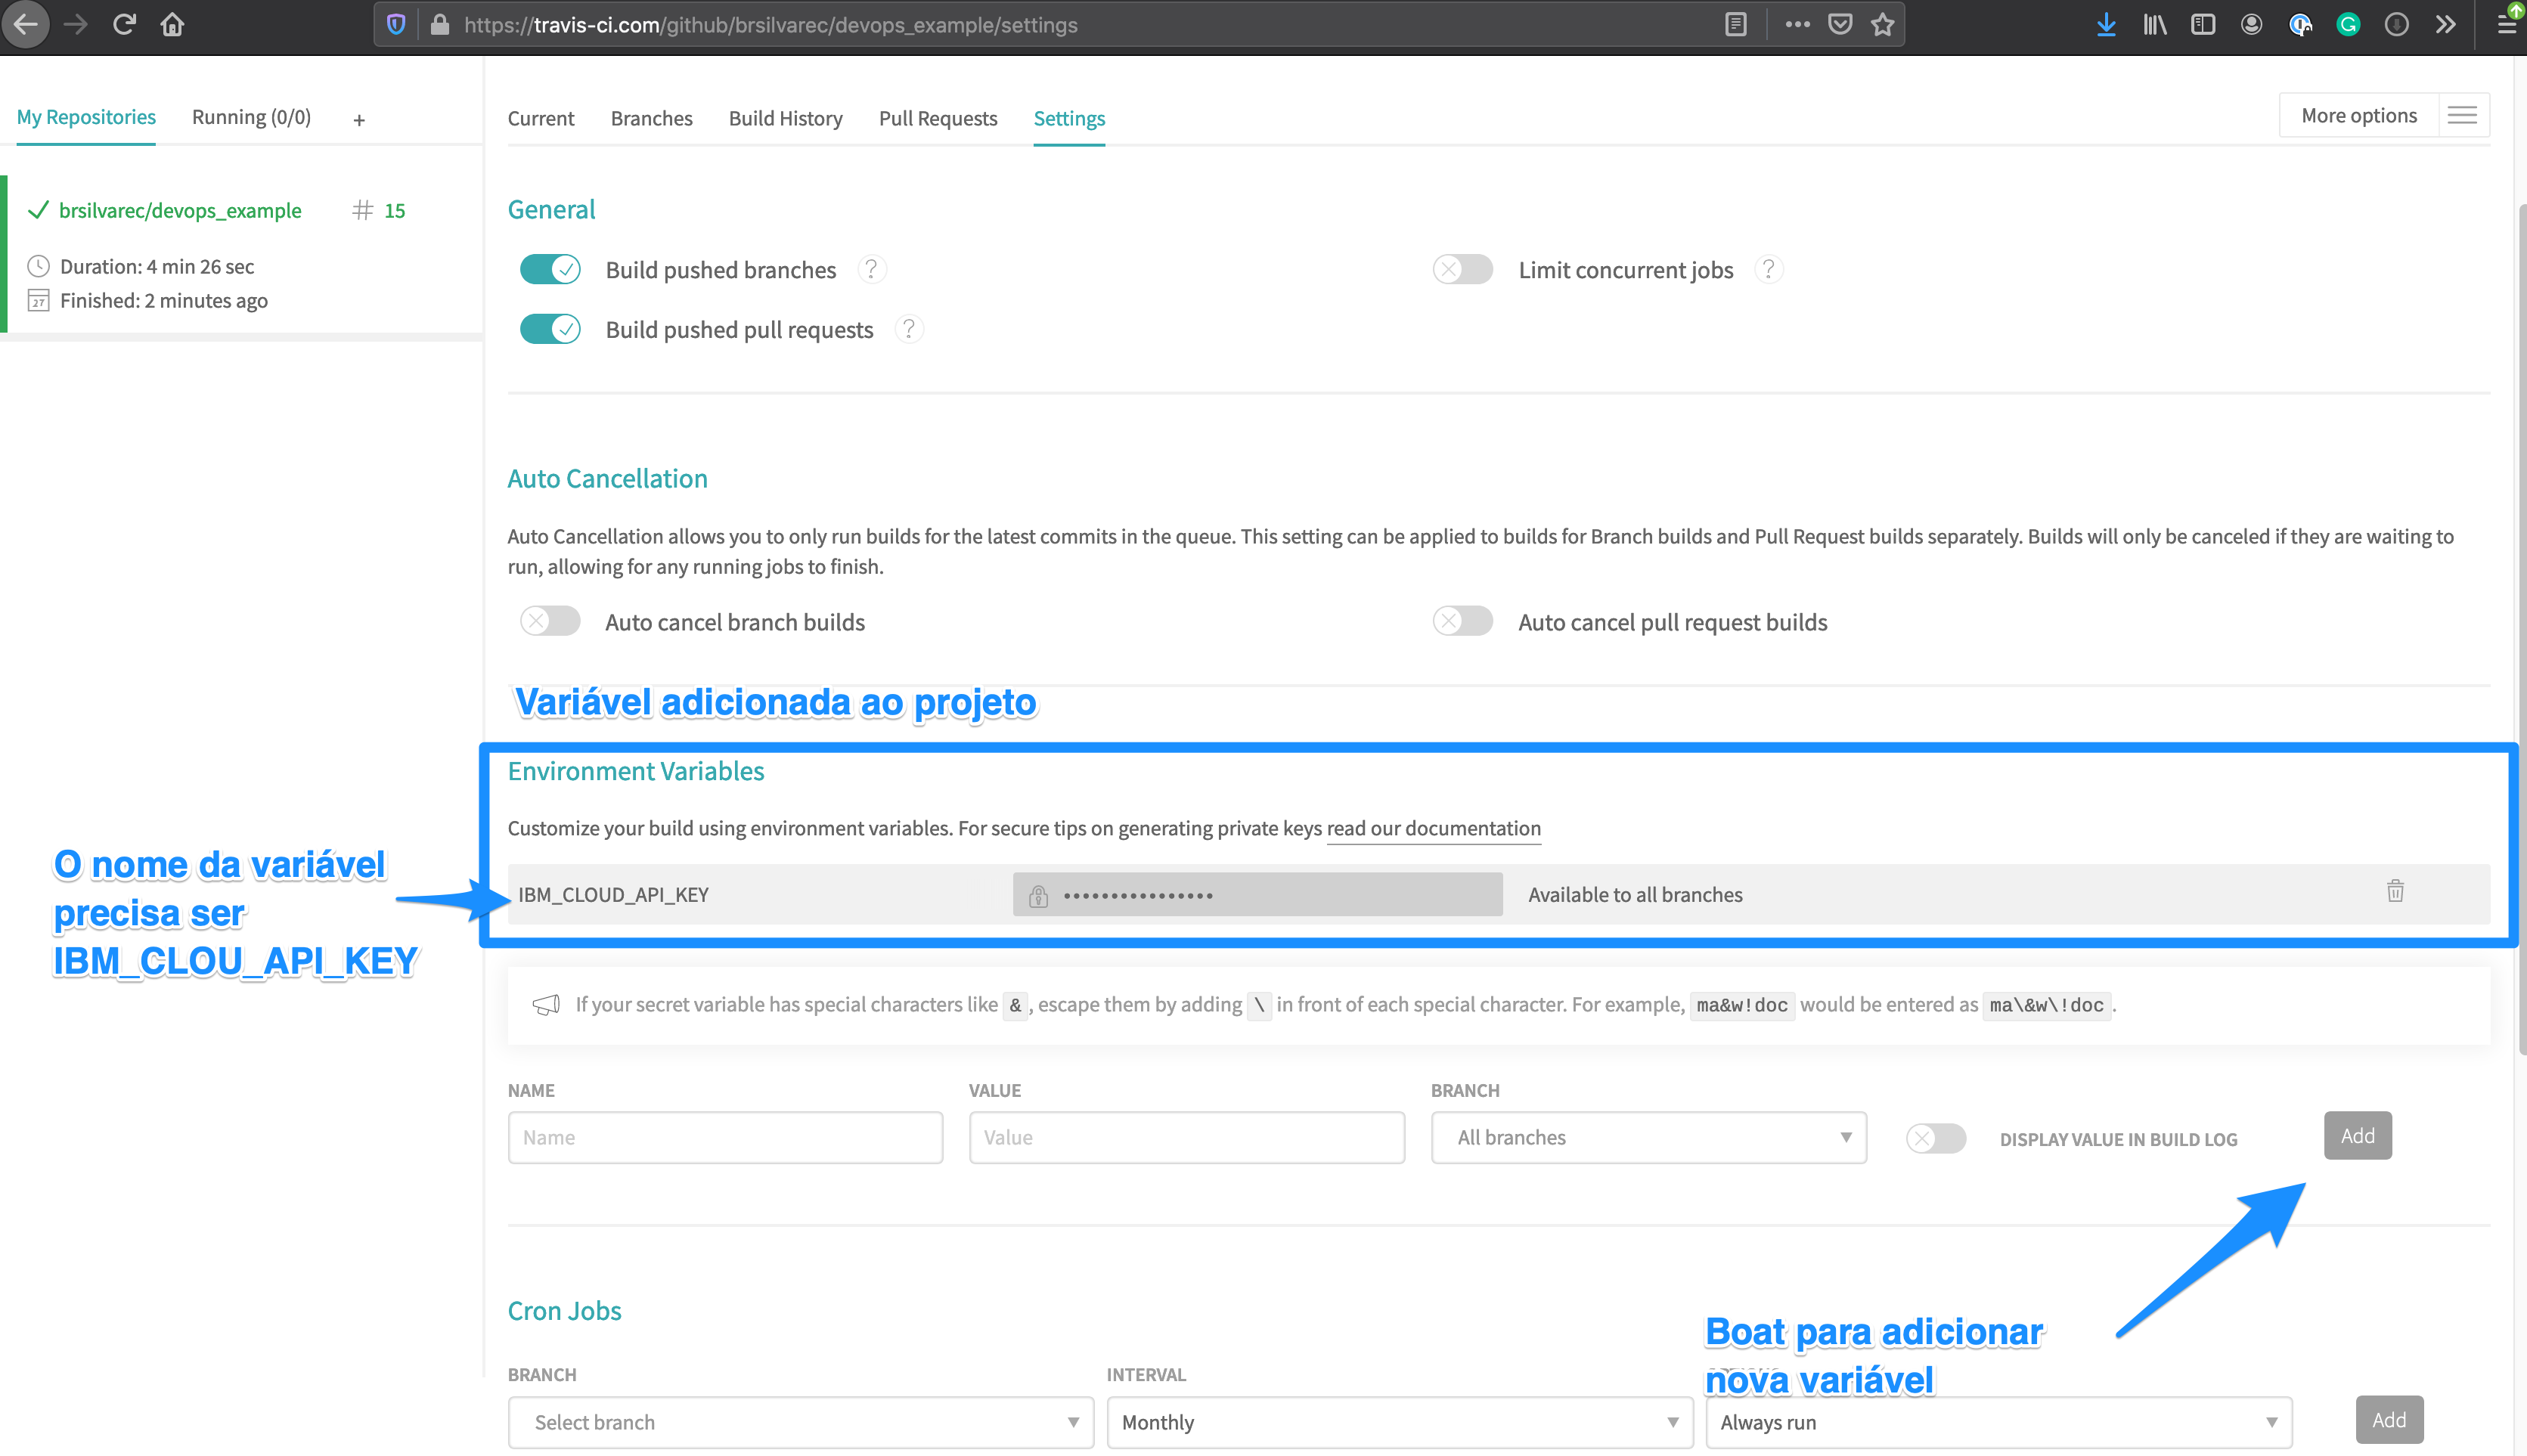 https://travis-ci.com/github/brsilvarec/devops_example/settings
My Repositories Running (0/0) +
Current Branches Build History Pull Requests Settings
More options
brsilvarec/devops_example # 15
Duration: 4 min 26 sec
27 Finished: 2 minutes ago
General
Build pushed branches ?
Limit concurrent jobs ?
Build pushed pull requests ?
Auto Cancellation
Auto Cancellation allows you to only run builds for the latest commits in the queue. This setting can be applied to builds for Branch builds and Pull Request builds separately. Builds will only be canceled if they are waiting to
run, allowing for any running jobs to finish.
Auto cancel branch builds
Auto cancel pull request builds
Variável adicionada ao projeto
Environment Variables
Customize your build using environment variables. For secure tips on generating private keys read our documentation
O nome da variável
precisa ser
IBM_CLOU_API_KEY
IBM_CLOUD_API_KEY •••••••••••••••• Available to all branches
If your secret variable has special characters like & , escape them by adding \ in front of each special character. For example, ma&w!doc would be entered as ma\&w\!doc .
NAME VALUE BRANCH
Name Value All branches DISPLAY VALUE IN BUILD LOG Add
Boat para adicionar
nova variável
Cron Jobs
BRANCH INTERVAL
Select branch Monthly Always run Add